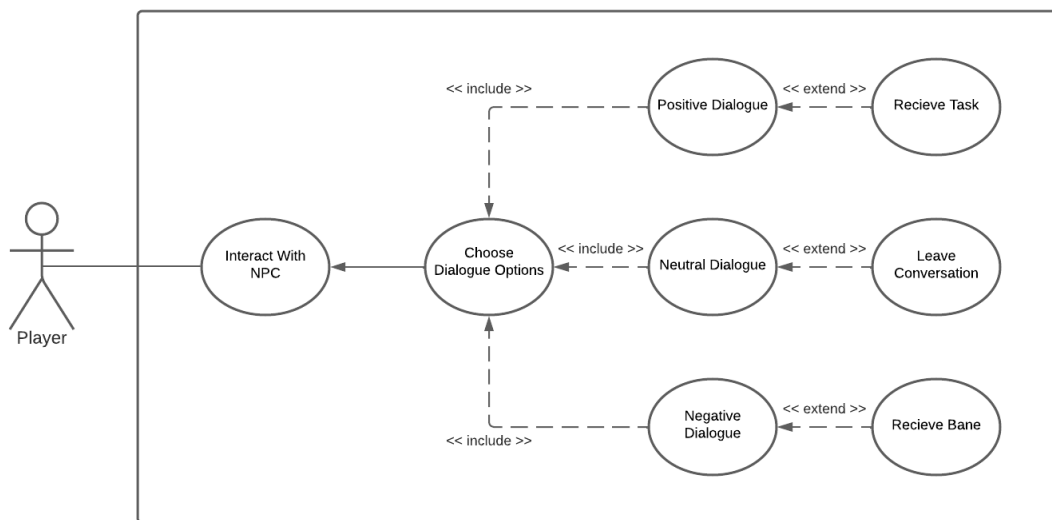 << include >>
Positive Dialogue
<< extend >>
Recieve Task
Player
Interact With
NPC
Choose
Dialogue Options
<< include >>
Neutral Dialogue
<< extend >>
Leave
Conversation
<< include >>
Negative
Dialogue
<< extend >>
Recieve Bane